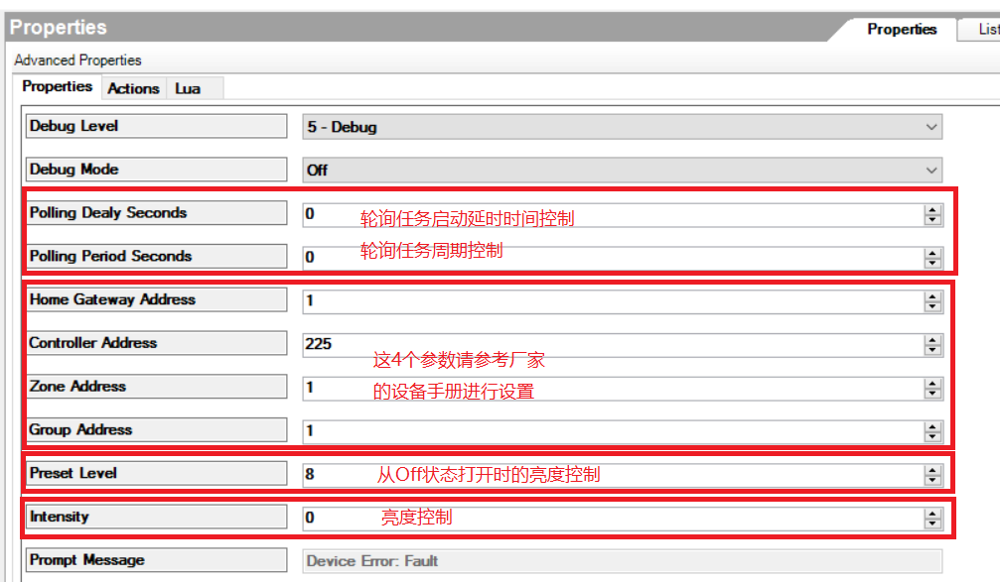 Properties
Properties
List
Advanced Properties
Properties Actions Lua
Debug Level 5 - Debug
Debug Mode Off
Polling Dealy Seconds 0 轮询任务启动延时时间控制
Polling Period Seconds 0 轮询任务周期控制
Home Gateway Address 1
Controller Address 225
这4个参数请参考厂家
Zone Address 1 的设备手册进行设置
Group Address 1
Preset Level 8 从Off状态打开时的亮度控制
Intensity 0 亮度控制
Prompt Message Device Error: Fault